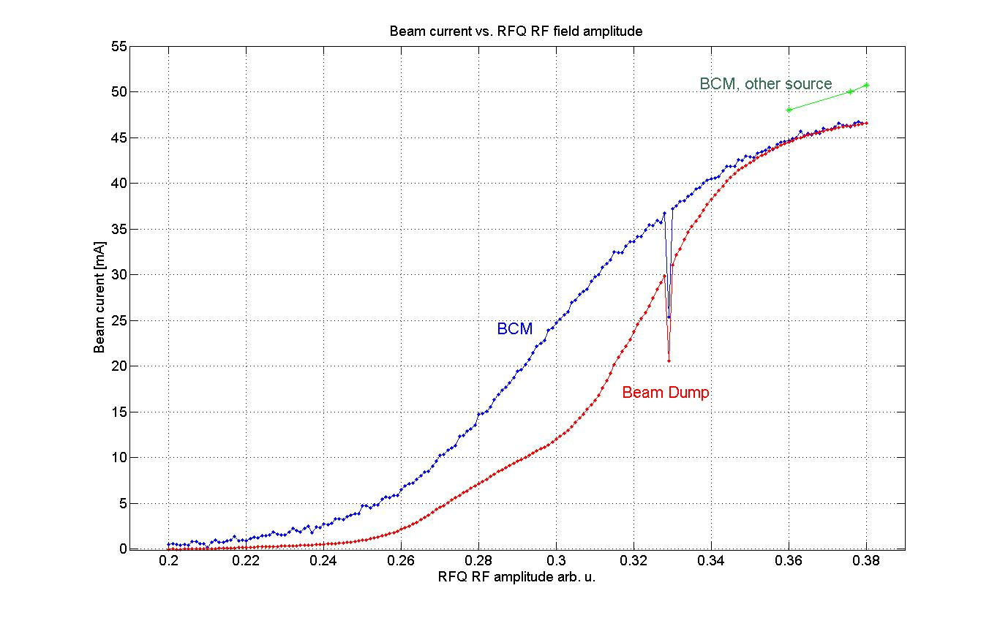 Beam current vs. RFQ RF field amplitude
55
50
45
40
35
30
25
20
15
10
5
0
Beam curent [mA]
BCM, other source
BCM
Beam Dump
0.2 0.22 0.24 0.26 0.28 0.3 0.32 0.34 0.36 0.38
RFQ RF amplitude arb. u.